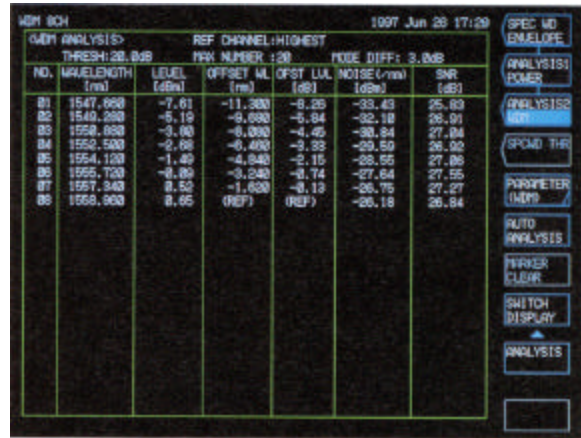 WDM 8CH 1997 Jun 28 17:29
<WDM ANALYSIS> REF CHANNEL:HIGHEST
THRESH:20.0dB MAX NUMBER :20 MODE DIFF: 3.0dB
NO. WAVELENGTH LEVEL OFFSET WL OFST LVL NOISE(/nm) SNR
[nm] [dBm] [nm] [dB] [dBm] [dB]
01 1547.660 -7.61 -11.300 -8.26 -33.43 25.83
02 1549.280 -5.19 -9.680 -5.84 -32.10 26.91
03 1550.880 -3.80 -8.080 -4.45 -30.84 27.04
04 1552.500 -2.68 -6.460 -3.33 -29.59 26.92
05 1554.120 -1.49 -4.840 -2.15 -28.55 27.06
06 1555.720 -0.09 -3.240 -0.74 -27.64 27.55
07 1557.340 0.52 -1.620 -0.13 -26.75 27.27
08 1558.960 0.65 (REF) (REF) -26.18 26.84
SPEC WD
ENVELOPE
ANALYSIS1
POWER
ANALYSIS2
WDM
SPCWD THR
PARAMETER
(WDM)
AUTO
ANALYSIS
MARKER
CLEAR
SWITCH
DISPLAY
ANALYSIS